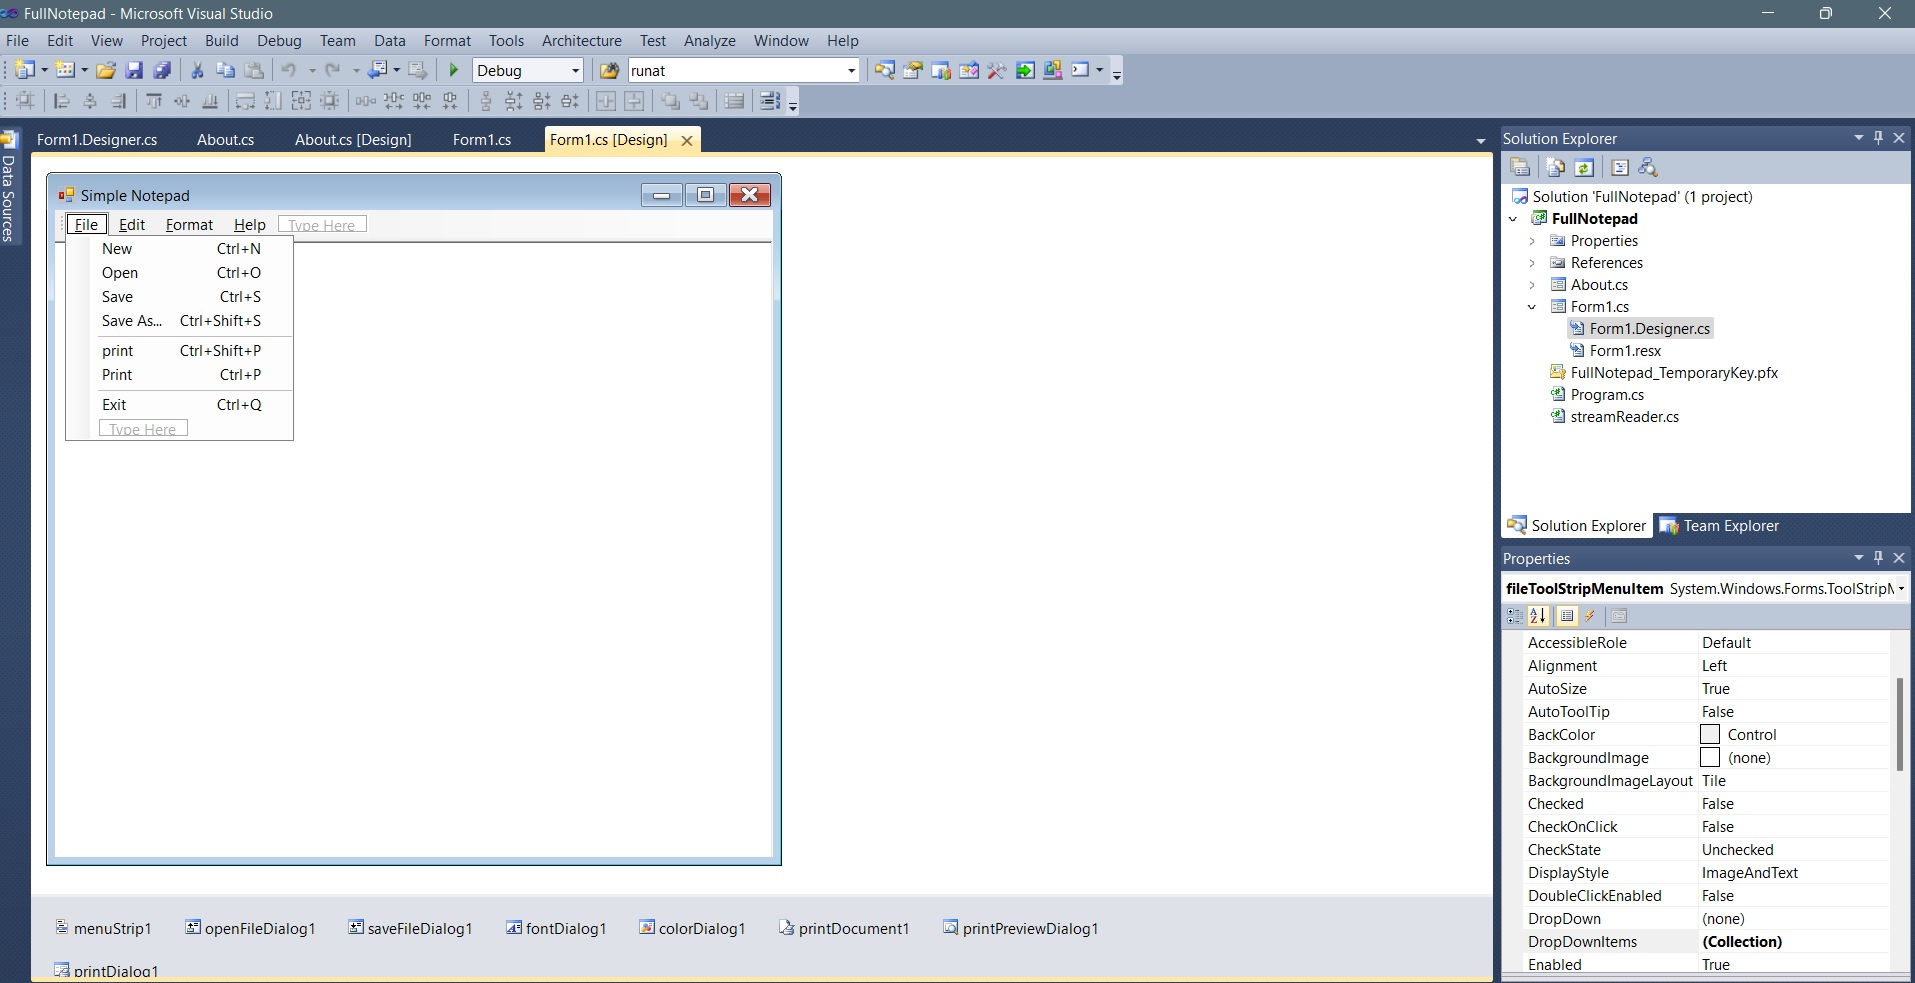 FullNotepad - Microsoft Visual Studio
File Edit View Project Build Debug Team Data Format Tools Architecture Test Analyze Window Help
Debug runat
Data Sources
Form1.Designer.cs About.cs About.cs [Design] Form1.cs Form1.cs [Design]
Simple Notepad
File Edit Format Help Type Here
New Ctrl+N
Open Ctrl+O
Save Ctrl+S
Save As... Ctrl+Shift+S
print Ctrl+Shift+P
Print Ctrl+P
Exit Ctrl+Q
Type Here
menuStrip1 openFileDialog1 saveFileDialog1 fontDialog1 colorDialog1 printDocument1 printPreviewDialog1
printDialog1
Solution Explorer
Solution 'FullNotepad' (1 project)
FullNotepad
Properties
References
About.cs
Form1.cs
Form1.Designer.cs
Form1.resx
FullNotepad_TemporaryKey.pfx
Program.cs
streamReader.cs
Solution Explorer Team Explorer
Properties
fileToolStripMenuItem System.Windows.Forms.ToolStripM
AccessibleRole Default
Alignment Left
AutoSize True
AutoToolTip False
BackColor Control
BackgroundImage (none)
BackgroundImageLayout Tile
Checked False
CheckOnClick False
CheckState Unchecked
DisplayStyle ImageAndText
DoubleClickEnabled False
DropDown (none)
DropDownItems (Collection)
Enabled True